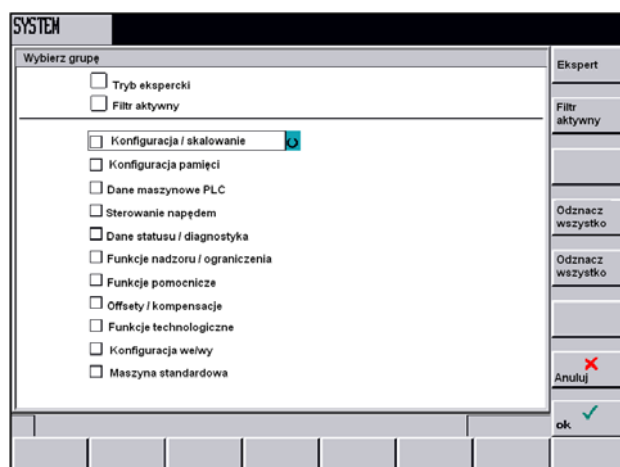 SYSTEM
Wybierz grupę
Tryb ekspercki
Filtr aktywny
Konfiguracja / skalowanie
Konfiguracja pamięci
Dane maszynowe PLC
Sterowanie napędem
Dane statusu / diagnostyka
Funkcje nadzoru / ograniczenia
Funkcje pomocnicze
Offsety / kompensacje
Funkcje technologiczne
Konfiguracja we/wy
Maszyna standardowa
Ekspert
Filtr
aktywny
Odznacz
wszystko
Odznacz
wszystko
Anuluj
ok